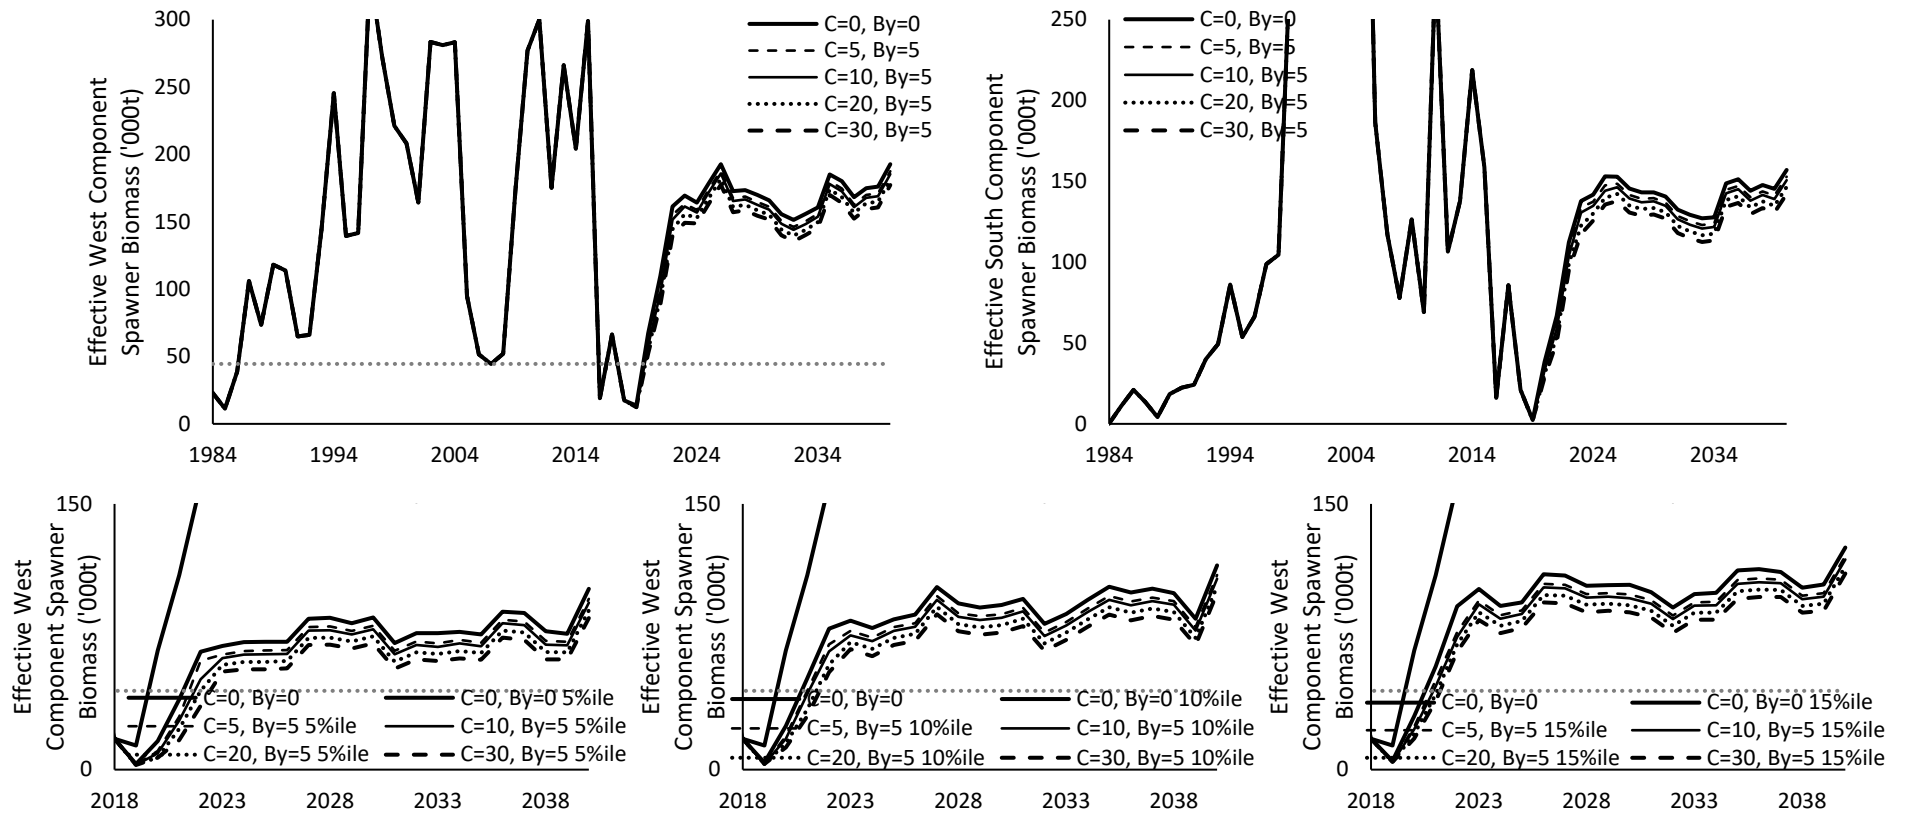 Effective West Component
Spawner Biomass ('000t)
300
250
200
150
100
50
0
1984
1994
2004
2014
2024
2034
C=0, By=0
C=5, By=5
C=10, By=5
C=20, By=5
C=30, By=5
Effective South Component
Spawner Biomass ('000t)
250
200
150
100
50
0
1984
1994
2004
2014
2024
2034
C=0, By=0
C=5, By=5
C=10, By=5
C=20, By=5
C=30, By=5
Effective West
Component Spawner
Biomass ('000t)
150
0
2018
2023
2028
2033
2038
C=0, By=0
C=0, By=0 5%ile
C=5, By=5 5%ile
C=10, By=5 5%ile
C=20, By=5 5%ile
C=30, By=5 5%ile
Effective West
Component Spawner
Biomass ('000t)
150
0
2018
2023
2028
2033
2038
C=0, By=0
C=0, By=0 10%ile
C=5, By=5 10%ile
C=10, By=5 10%ile
C=20, By=5 10%ile
C=30, By=5 10%ile
Effective West
Component Spawner
Biomass ('000t)
150
0
2018
2023
2028
2033
2038
C=0, By=0
C=0, By=0 15%ile
C=5, By=5 15%ile
C=10, By=5 15%ile
C=20, By=5 15%ile
C=30, By=5 15%ile